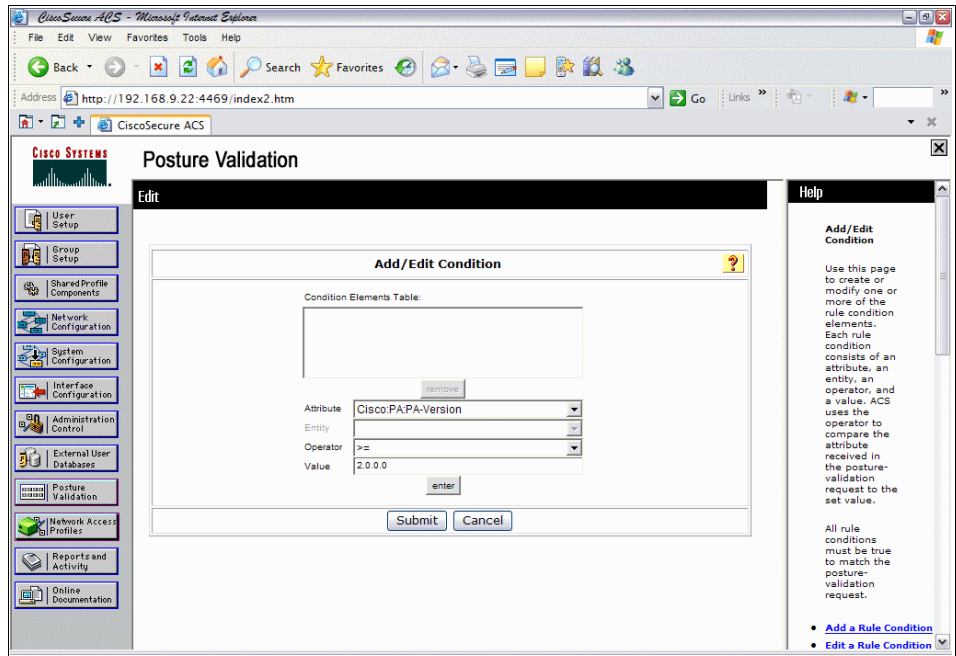 CiscoSecure ACS - Microsoft Internet Explorer
File Edit View Favorites Tools Help
Back Search Favorites
Address http://192.168.9.22:4469/index2.htm Go Links »
CiscoSecure ACS
CISCO SYSTEMS
Posture Validation
User Setup
Group Setup
Shared Profile Components
Network Configuration
System Configuration
Interface Configuration
Administration Control
External User Databases
Posture Validation
Network Access Profiles
Reports and Activity
Online Documentation
Edit
Add/Edit Condition
?
Condition Elements Table:
remove
Attribute Cisco:PA:PA-Version
Entity
Operator >=
Value 2.0.0.0
enter
Submit Cancel
Help
Add/Edit
Condition
Use this page
to create or
modify one or
more of the
rule condition
elements.
Each rule
condition
consists of an
attribute, an
entity, an
operator, and
a value. ACS
uses the
operator to
compare the
attribute
received in
the posture-
validation
request to the
set value.
All rule
conditions
must be true
to match the
posture-
validation
request.
• Add a Rule Condition
• Edit a Rule Condition